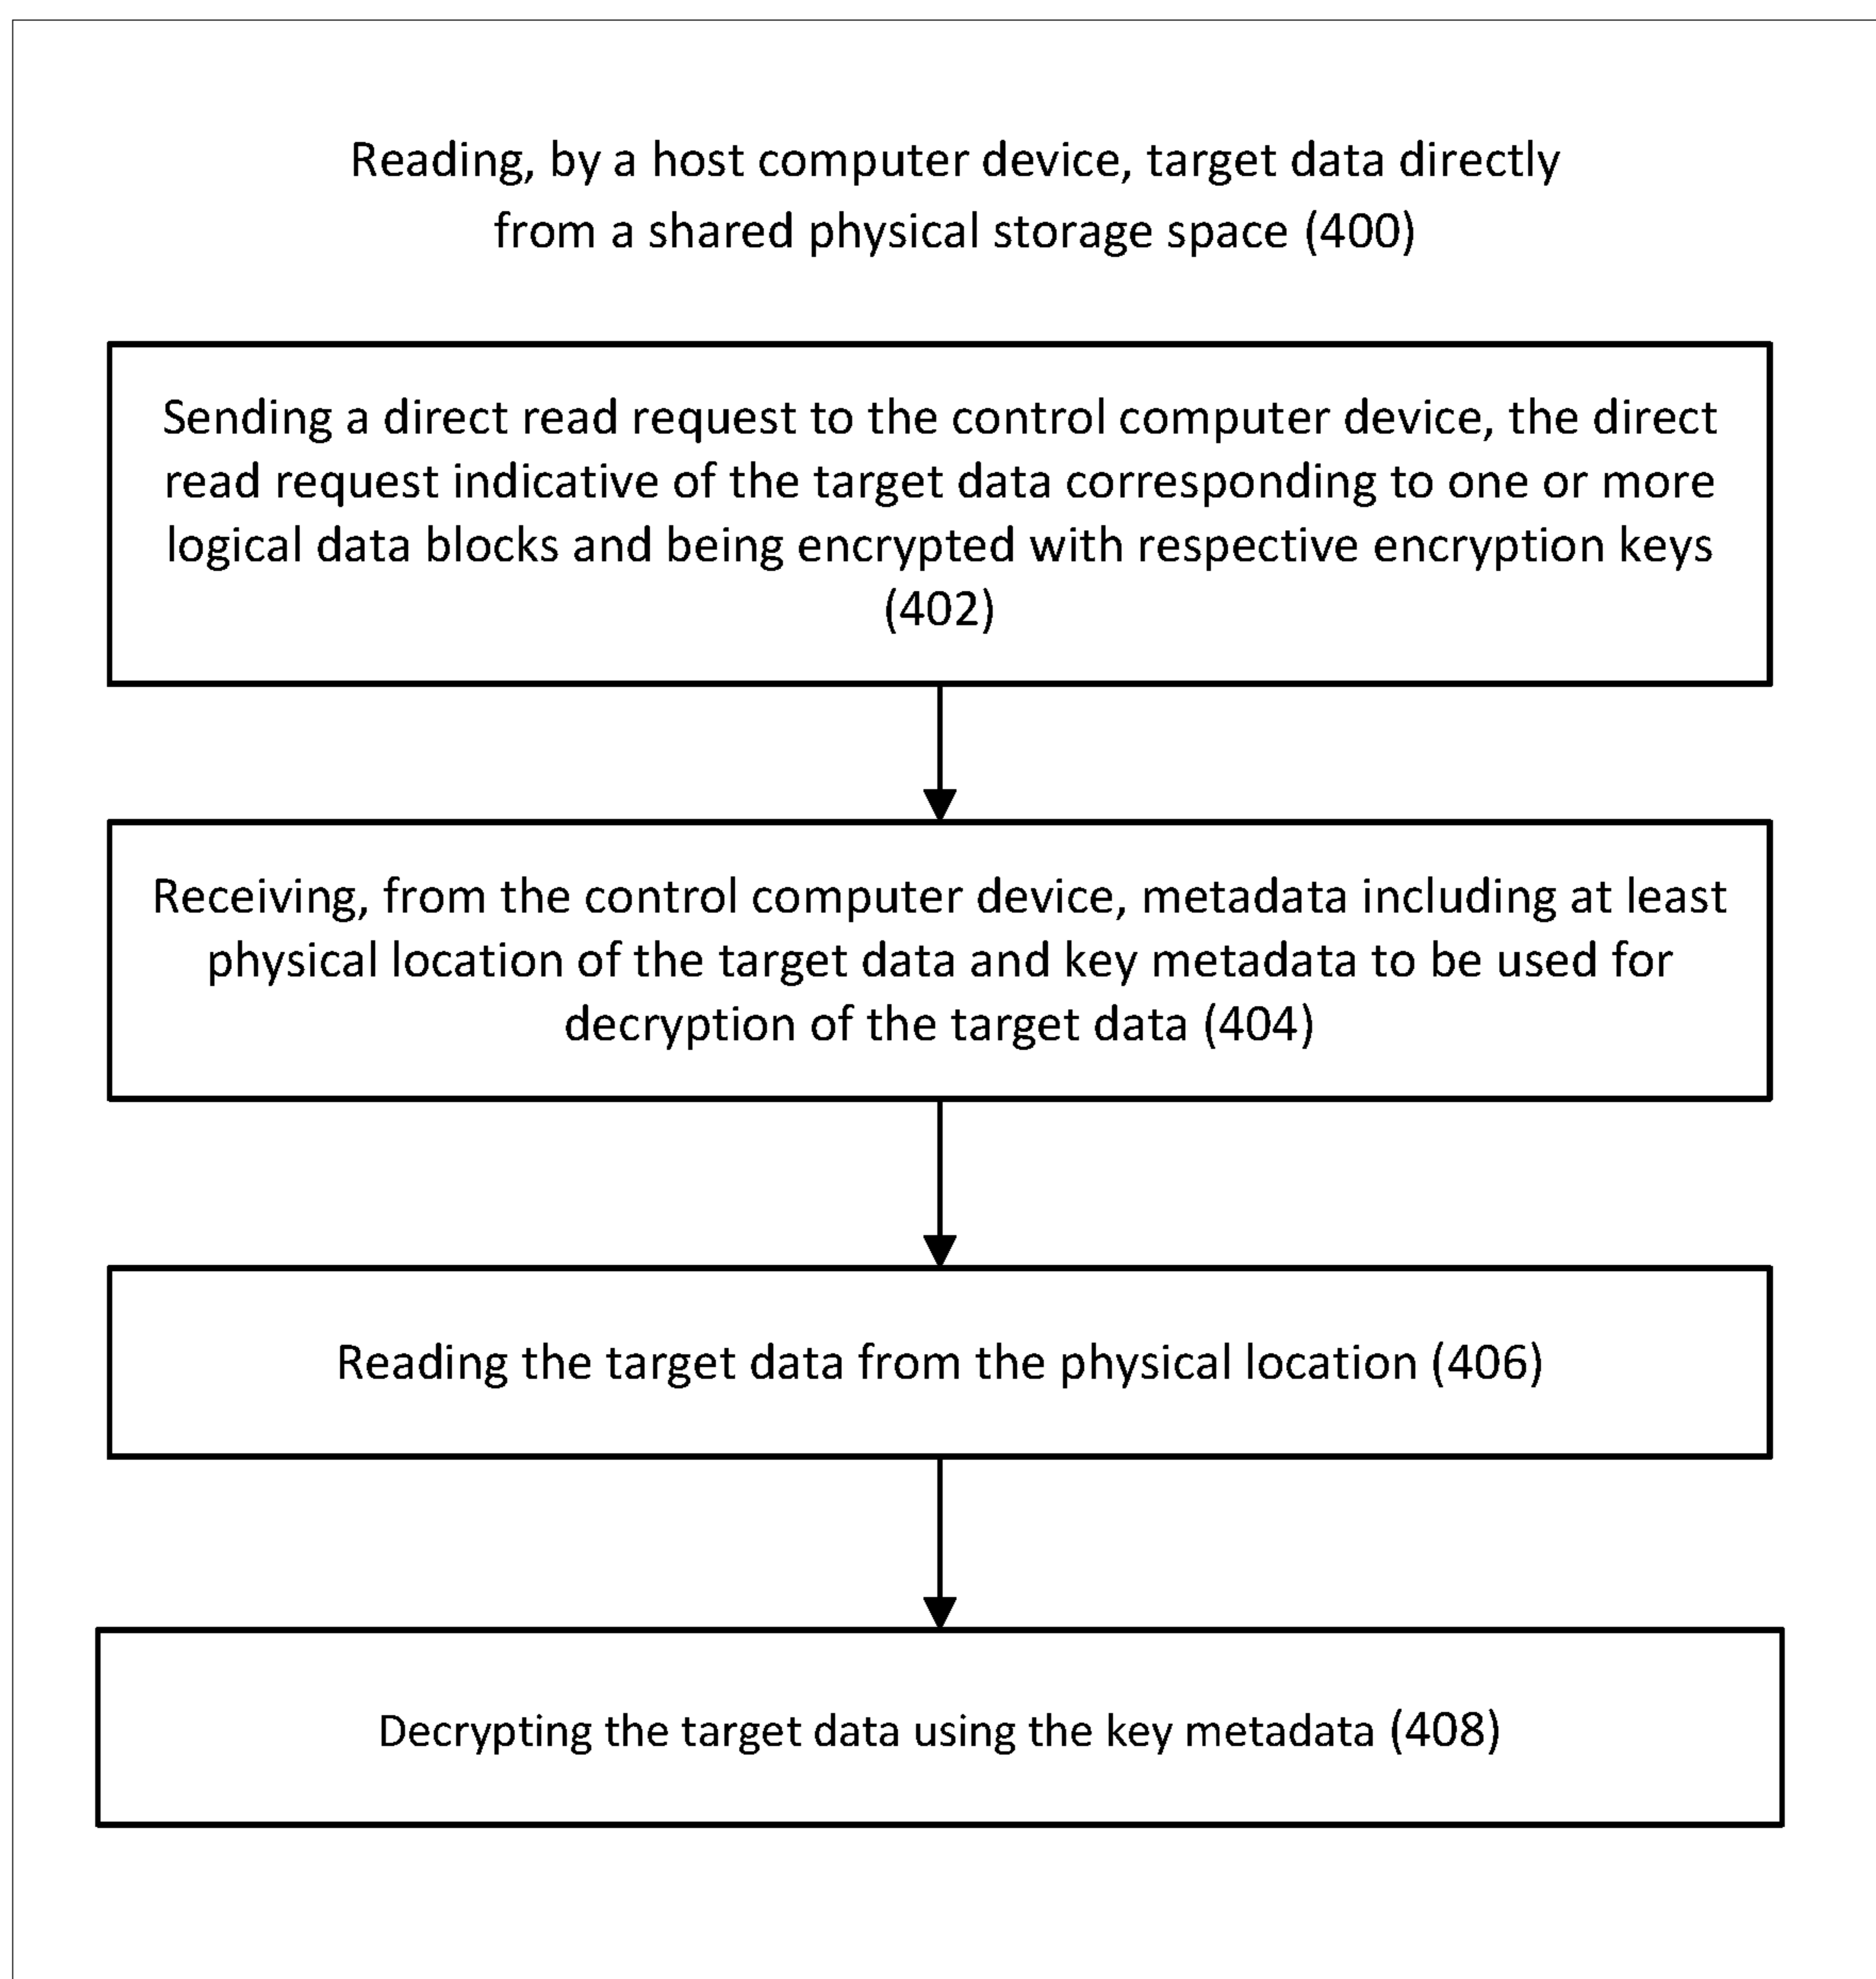 Reading, by a host computer device, target data directly
from a shared physical storage space (400)
Sending a direct read request to the control computer device, the direct
read request indicative of the target data corresponding to one or more
logical data blocks and being encrypted with respective encryption keys
(402)
Receiving, from the control computer device, metadata including at least
physical location of the target data and key metadata to be used for
decryption of the target data (404)
Reading the target data from the physical location (406)
Decrypting the target data using the key metadata (408)